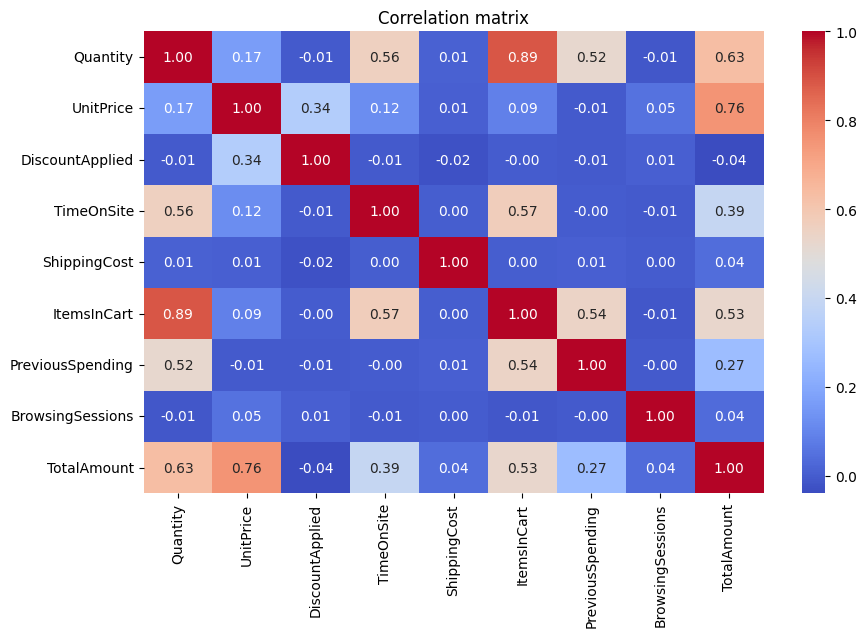 Correlation matrix
Quantity 1.00 0.17 -0.01 0.56 0.01 0.89 0.52 -0.01 0.63
UnitPrice 0.17 1.00 0.34 0.12 0.01 0.09 -0.01 0.05 0.76
DiscountApplied -0.01 0.34 1.00 -0.01 -0.02 -0.00 -0.01 0.01 -0.04
TimeOnSite 0.56 0.12 -0.01 1.00 0.00 0.57 -0.00 -0.01 0.39
ShippingCost 0.01 0.01 -0.02 0.00 1.00 0.00 0.01 0.00 0.04
ItemsInCart 0.89 0.09 -0.00 0.57 0.00 1.00 0.54 -0.01 0.53
PreviousSpending 0.52 -0.01 -0.01 -0.00 0.01 0.54 1.00 -0.00 0.27
BrowsingSessions -0.01 0.05 0.01 -0.01 0.00 -0.01 -0.00 1.00 0.04
TotalAmount 0.63 0.76 -0.04 0.39 0.04 0.53 0.27 0.04 1.00
Quantity
UnitPrice
DiscountApplied
TimeOnSite
ShippingCost
ItemsInCart
PreviousSpending
BrowsingSessions
TotalAmount
1.0
0.8
0.6
0.4
0.2
0.0